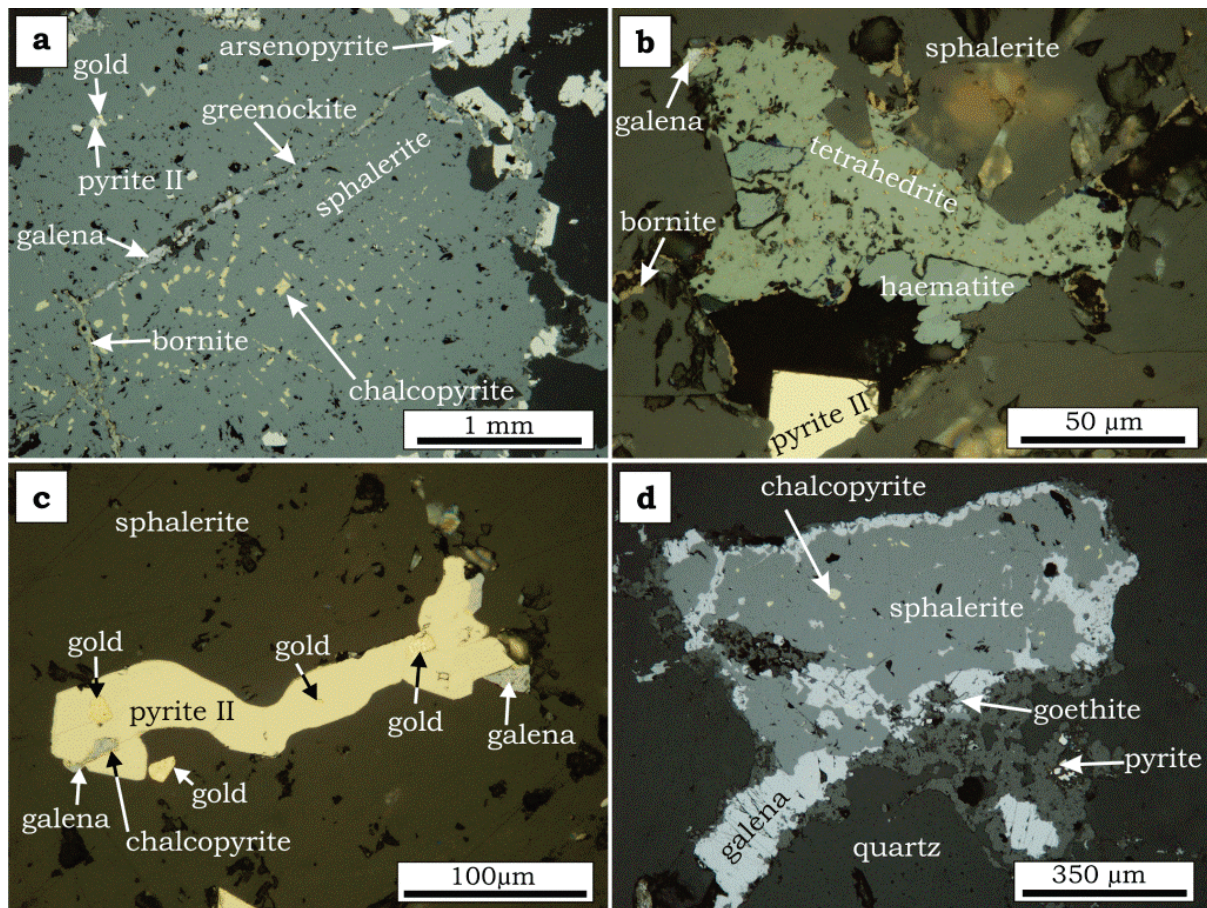 a
arsenopyrite
gold
greenockite
sphalerite
pyrite II
galena
bornite
chalcopyrite
1 mm
b
sphalerite
galena
tetrahedrite
bornite
haematite
pyrite II
50 µm
c
sphalerite
gold
gold
pyrite II
gold
galena
gold
galena
chalcopyrite
100µm
d
chalcopyrite
sphalerite
goethite
pyrite
galena
quartz
350 µm